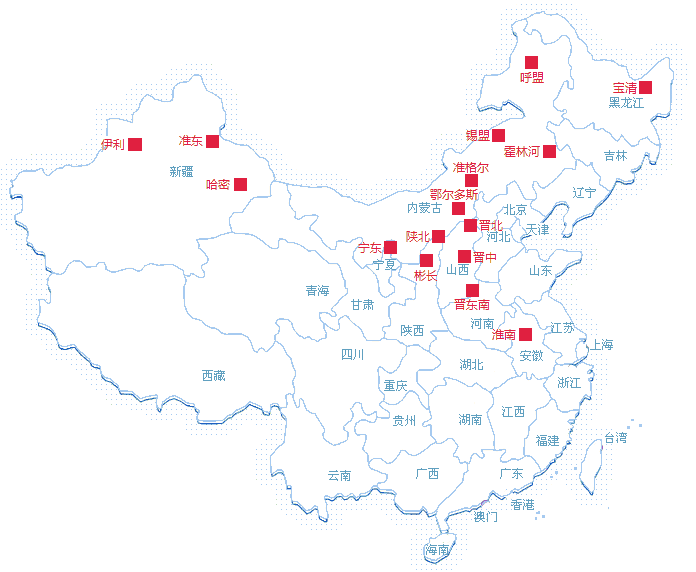 呼盟
宝清
黑龙江
锡盟
霍林河
伊利
准东
吉林
新疆
准格尔
哈密
辽宁
鄂尔多斯
内蒙古
北京
晋北
天津
陕北
河北
宁东
晋中
宁夏
山西
山东
彬长
青海
甘肃
晋东南
河南
江苏
陕西
淮南
上海
四川
安徽
湖北
西藏
重庆
浙江
贵州
湖南
江西
台湾
福建
云南
广西
广东
香港
澳门
海南